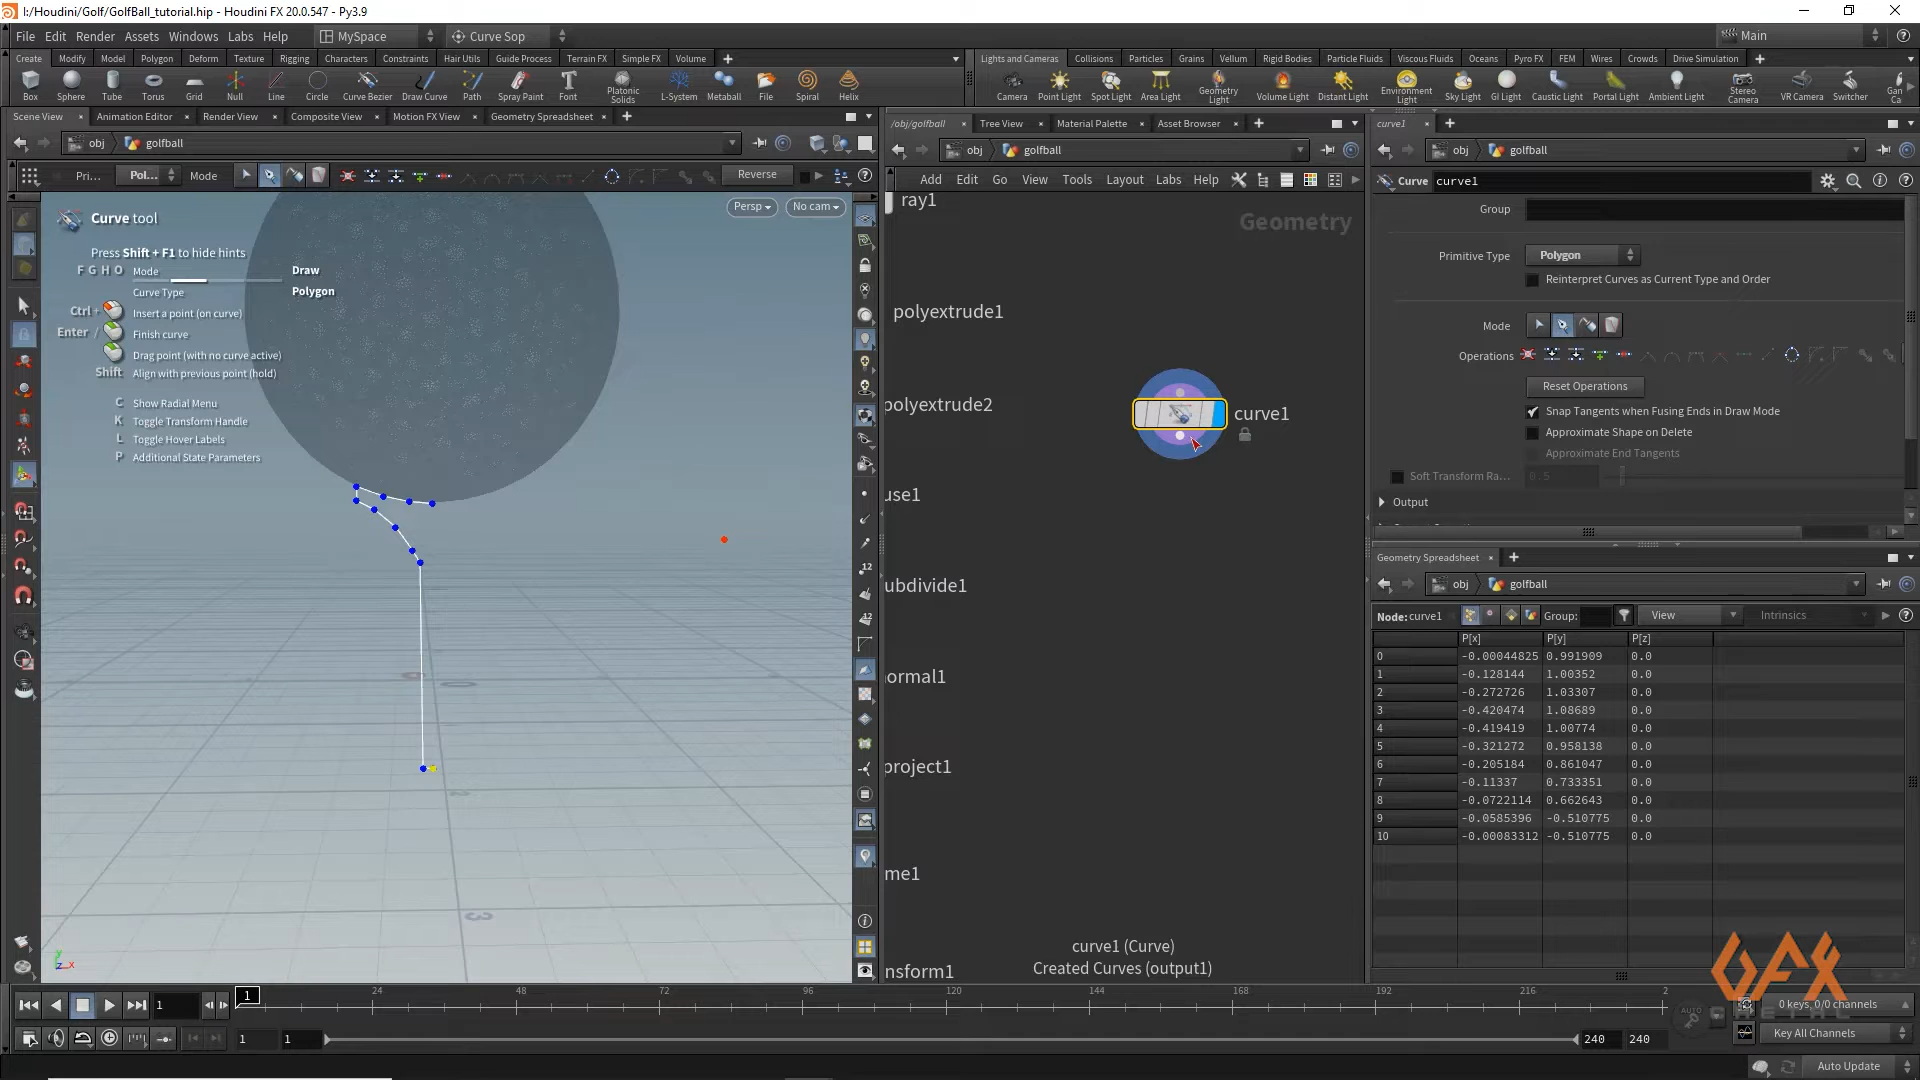 I:/Houdini/Golf/GolfBall_tutorial.hip - Houdini FX 20.0.547 - Py3.9
File Edit Render Assets Windows Labs Help MySpace Curve Sop Main
Create Modify Model Polygon Deform Texture Rigging Characters Constraints Hair Utils Guide Process Terrain FX Simple FX Volume
Lights and Cameras Collisions Particles Grains Vellum Rigid Bodies Particle Fluids Viscous Fluids Oceans Pyro FX FEM Wires Crowds Drive Simulation
Box Sphere Tube Torus Grid Null Line Circle Curve Bezier Draw Curve Path Spray Paint Font Platonic Solids L-System Metaball File Spiral Helix
Camera Point Light Spot Light Area Light Geometry Light Volume Light Distant Light Environment Light Sky Light GI Light Caustic Light Portal Light Ambient Light Stereo Camera VR Camera Switcher Gan Ca
Scene View Animation Editor Render View Composite View Motion FX View Geometry Spreadsheet
obj golfball
Pri... Pol... Mode Reverse
Persp No cam
Curve tool
Press Shift + F1 to hide hints
F G H O Mode Draw
Curve Type Polygon
Ctrl + Insert a point (on curve)
Enter / Finish curve
Drag point (with no curve active)
Shift Align with previous point (hold)
C Show Radial Menu
K Toggle Transform Handle
L Toggle Hover Labels
P Additional State Parameters
/obj/golfball Tree View Material Palette Asset Browser
obj golfball
Add Edit Go View Tools Layout Labs Help
ray1
Geometry
polyextrude1
polyextrude2
curve1
use1
ubdivide1
ormal1
project1
me1
nsform1
curve1 (Curve)
Created Curves (output1)
curve1
obj golfball
Curve curve1
Group
Primitive Type Polygon
Reinterpret Curves as Current Type and Order
Mode
Operations
Reset Operations
Snap Tangents when Fusing Ends in Draw Mode
Approximate Shape on Delete
Approximate End Tangents
Soft Transform Ra... 0.5
Output
Geometry Spreadsheet
obj golfball
Node: curve1 Group: View Intrinsics
P[x] P[y] P[z]
0 -0.00044825 0.991909 0.0
1 -0.128144 1.00352 0.0
2 -0.272726 1.03307 0.0
3 -0.420474 1.08689 0.0
4 -0.419419 1.00774 0.0
5 -0.321272 0.958138 0.0
6 -0.205184 0.861047 0.0
7 -0.11337 0.733351 0.0
8 -0.0722114 0.662643 0.0
9 -0.0585396 -0.510775 0.0
10 -0.00083312 -0.510775 0.0
1 1 24 48 72 96 120 144 168 192 216 2
0 keys, 0/0 channels
1 1 240 240
Key All Channels
Auto Update